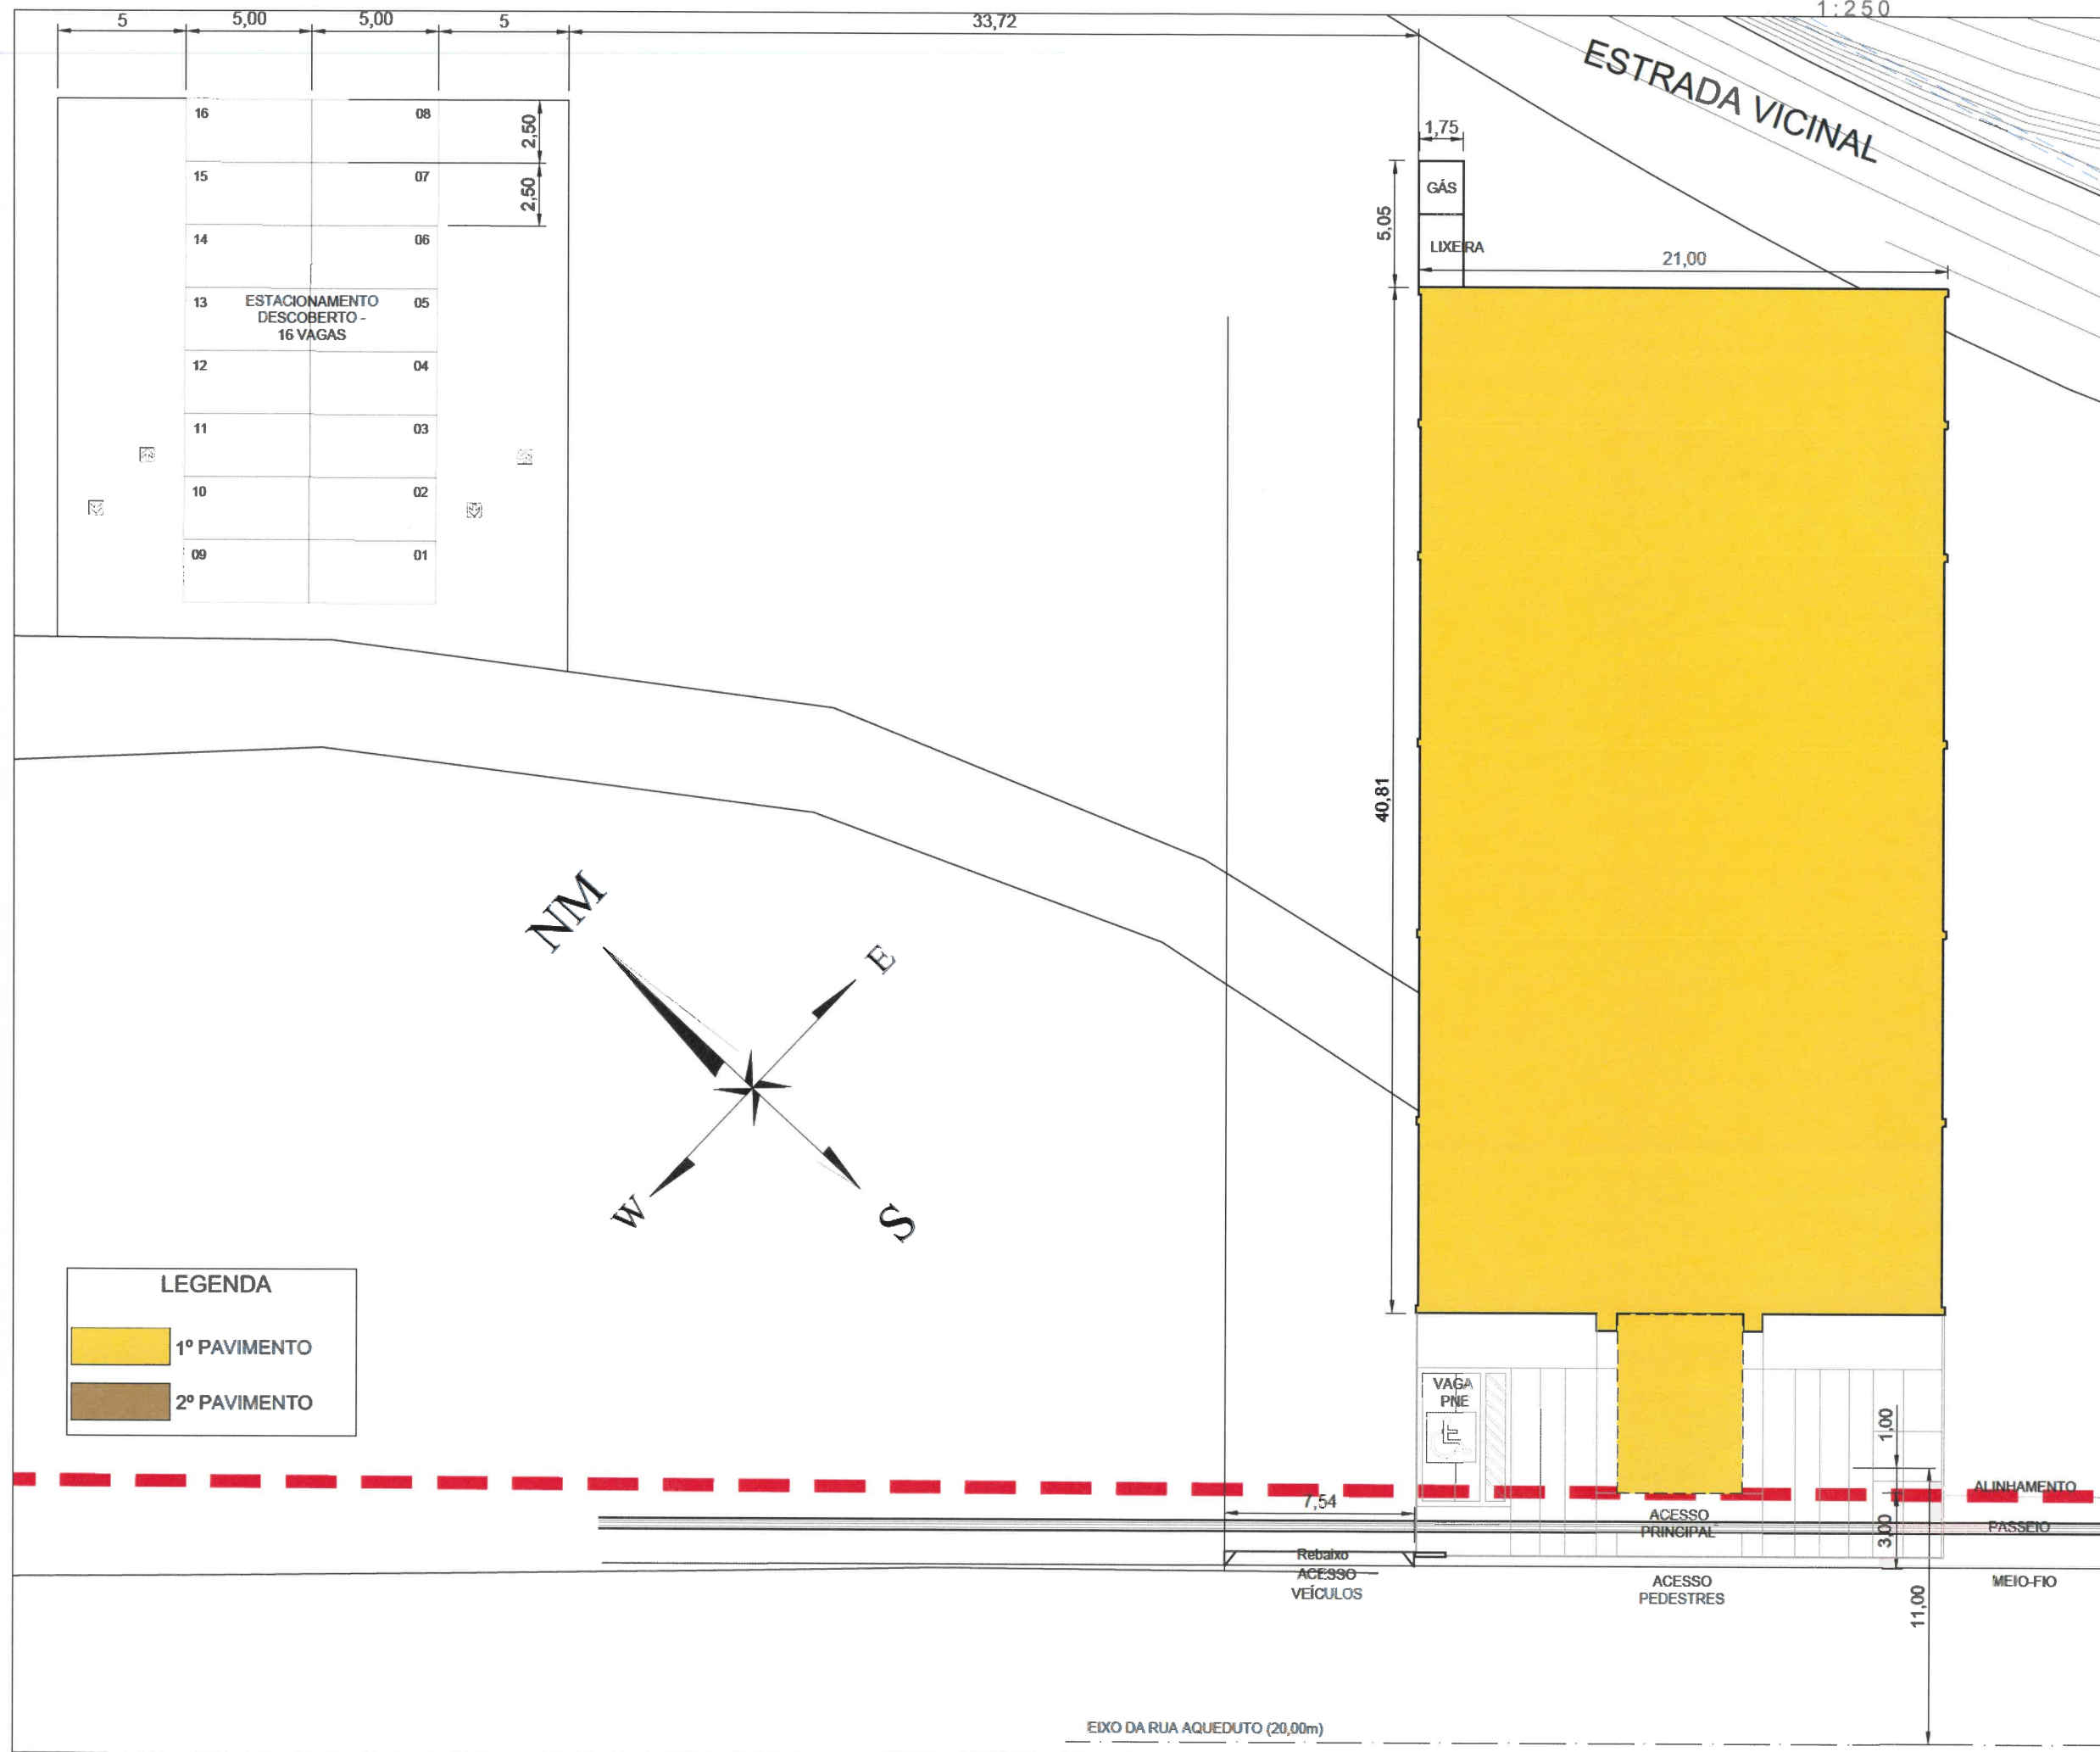 1:250
5
5,00
5,00
5
33,72
ESTRADA VICINAL
16
08
2,50
1,75
15
07
2,50
GÁS
14
06
5,05
LIXEIRA
21,00
13
ESTACIONAMENTO
DESCOBERTO -
16 VAGAS
05
12
04
11
03
10
02
09
01
40,81
NM
E
W
S
LEGENDA
1º PAVIMENTO
2º PAVIMENTO
VAGA
PNE
1,00
ALINHAMENTO
7,54
ACESSO
PRINCIPAL
PASSEIO
3,00
Rebaixo
ACESSO
VEÍCULOS
ACESSO
PEDESTRES
MEIO-FIO
11,00
EIXO DA RUA AQUEDUTO (20,00m)